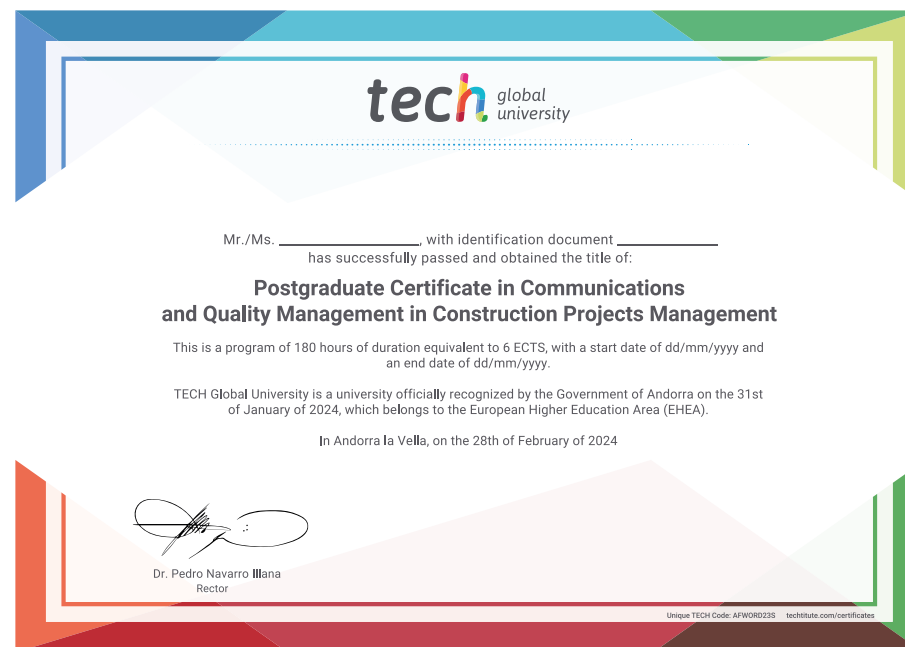 tech global university
Mr./Ms. ____________, with identification document ____________
has successfully passed and obtained the title of:
Postgraduate Certificate in Communications
and Quality Management in Construction Projects Management
This is a program of 180 hours of duration equivalent to 6 ECTS, with a start date of dd/mm/yyyy and
an end date of dd/mm/yyyy.
TECH Global University is a university officially recognized by the Government of Andorra on the 31st
of January of 2024, which belongs to the European Higher Education Area (EHEA).
In Andorra la Vella, on the 28th of February of 2024
Dr. Pedro Navarro Illana
Rector
Unique TECH Code: AFWORD23S techtitute.com/certificates